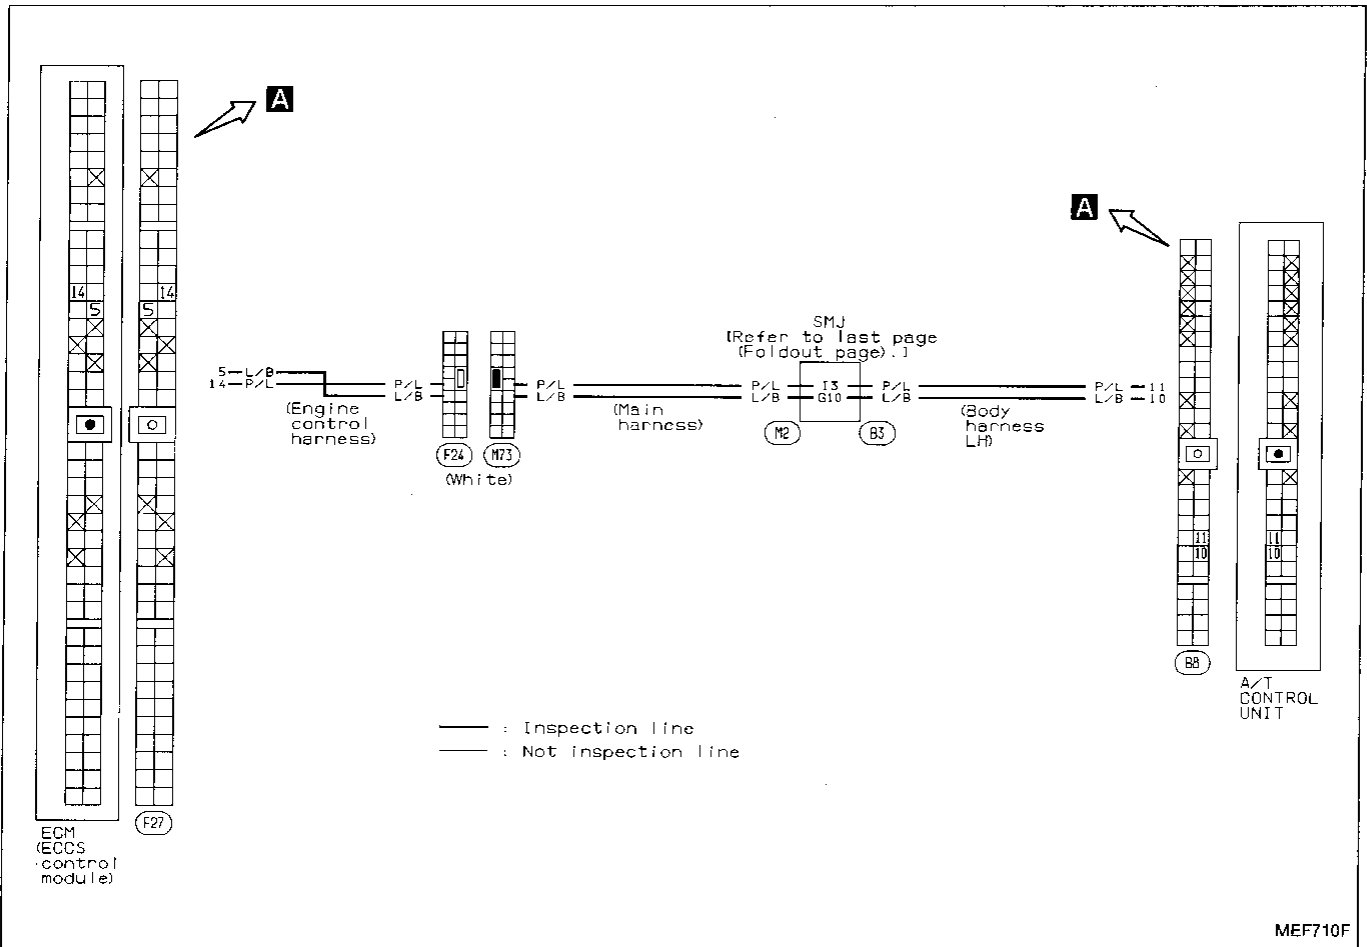 A
A
14
14
5
5
5 L/B
14 P/L
P/L
L/B
(Engine
control
harness)
F24
M73
(White)
P/L
L/B
(Main
harness)
SMJ
[Refer to last page
(Foldout page).]
P/L I3 P/L
L/B G10 L/B
M2
B3
(Body
harness
LH)
P/L 11
L/B 10
11
10
11
10
B8
A/T
CONTROL
UNIT
: Inspection line
: Not inspection line
F27
ECM
(ECCS
control
module)
MEF710F